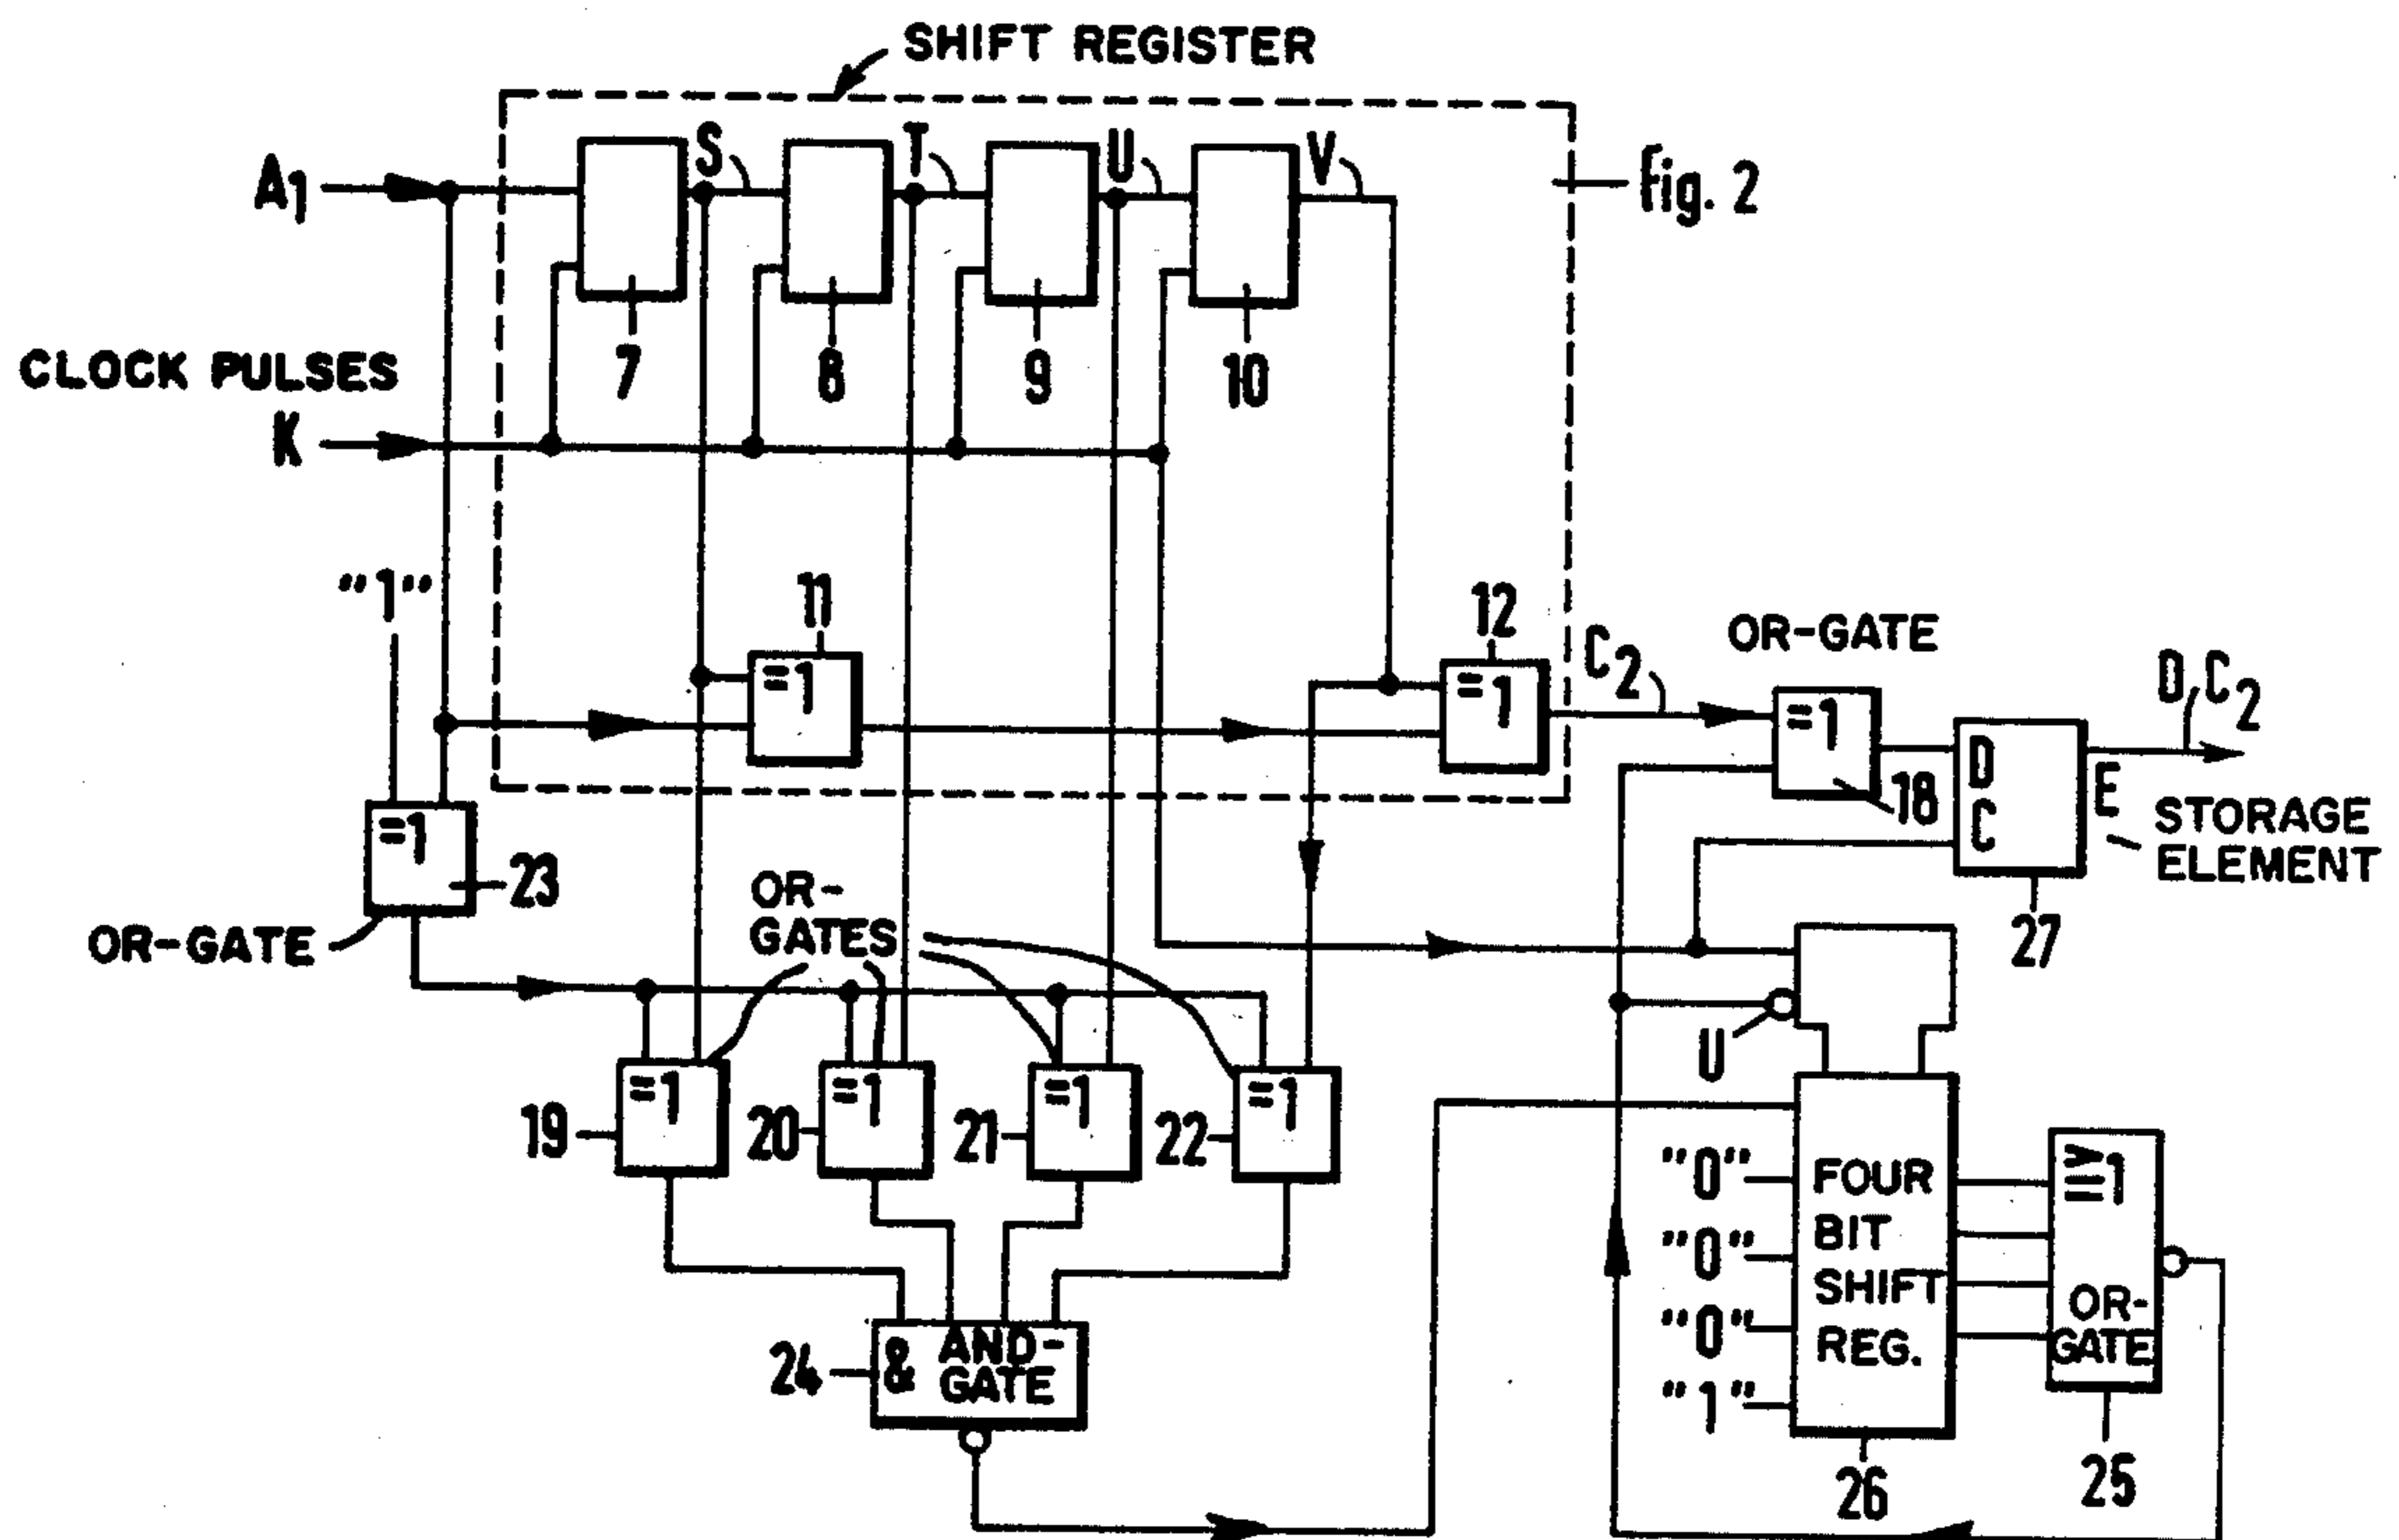 SHIFT REGISTER
A1
S
T
U
V
Fig. 2
7
8
9
10
CLOCK PULSES
K
"1"
11
=1
12
=1
C2
OR-GATE
=1
18
D
C
E
D,C2
STORAGE
ELEMENT
27
=1
23
OR-GATE
OR-
GATES
U
19
=1
20
=1
21
=1
22
=1
"0"
"0"
"0"
"1"
FOUR
BIT
SHIFT
REG.
26
≥1
OR-
GATE
25
24
& AND-
GATE